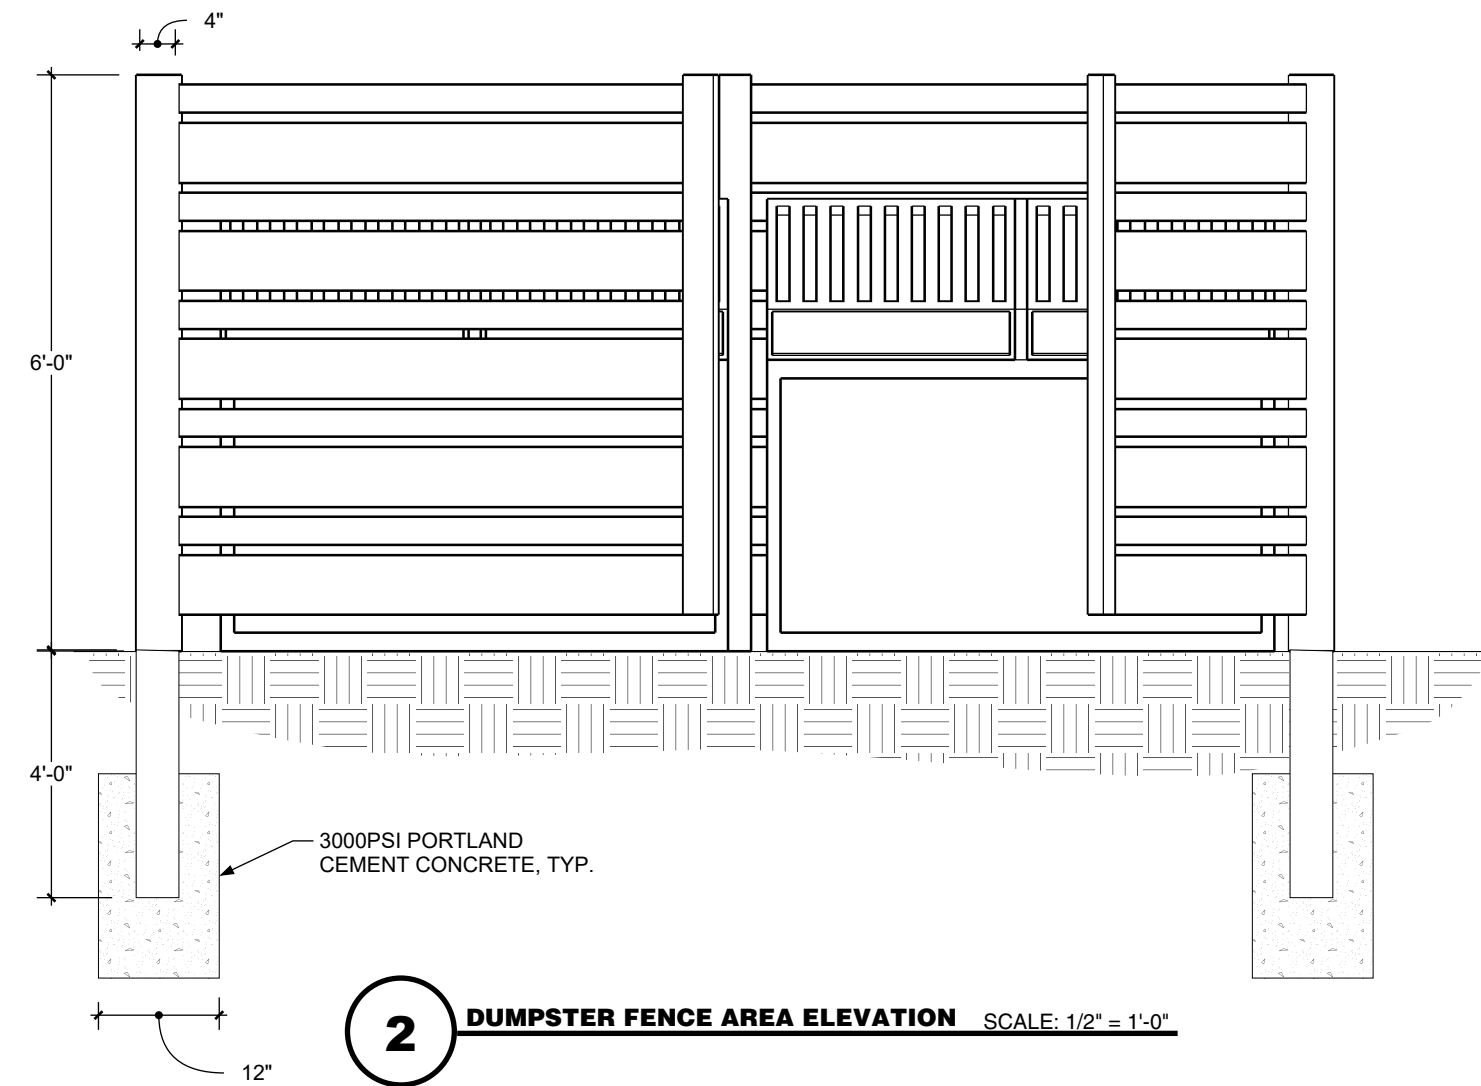 4"
6'-0"
4'-0"
3000PSI PORTLAND
CEMENT CONCRETE, TYP.
2 DUMPSTER FENCE AREA ELEVATION SCALE: 1/2" = 1'-0"
12"